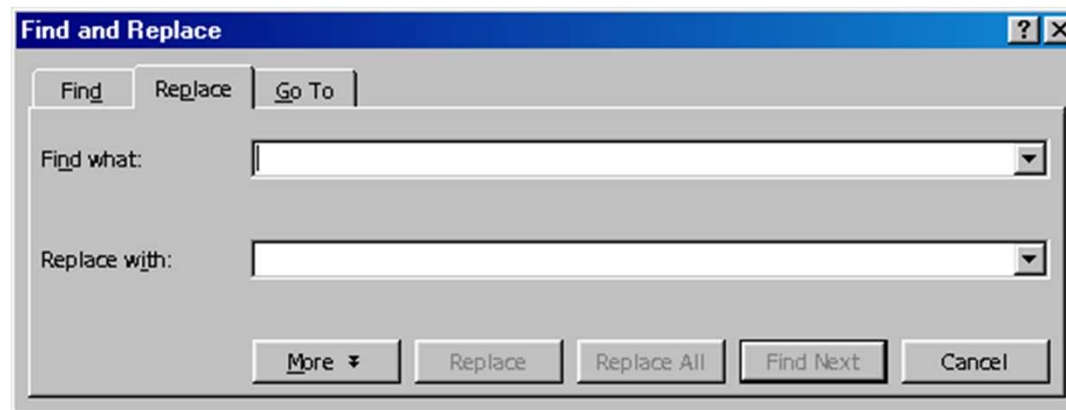 Find and Replace
Find Replace Go To
Find what:
Replace with:
More Replace Replace All Find Next Cancel